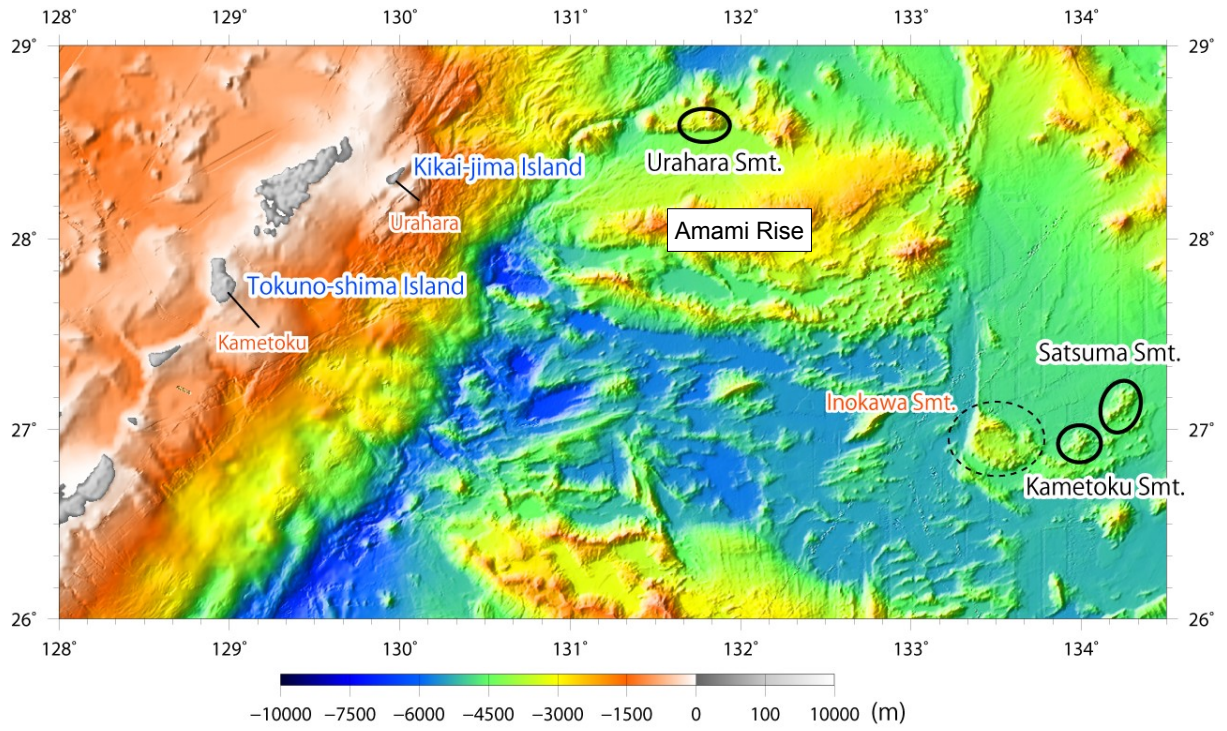 128° 129° 130° 131° 132° 133° 134°
29° 29°
Urahara Smt.
Kikai-jima Island
Urahara
Amami Rise
28° 28°
Tokuno-shima Island
Kametoku
Satsuma Smt.
Inokawa Smt.
27° 27°
Kametoku Smt.
26° 26°
128° 129° 130° 131° 132° 133° 134°
−10000 −7500 −6000 −4500 −3000 −1500 0 100 10000 (m)